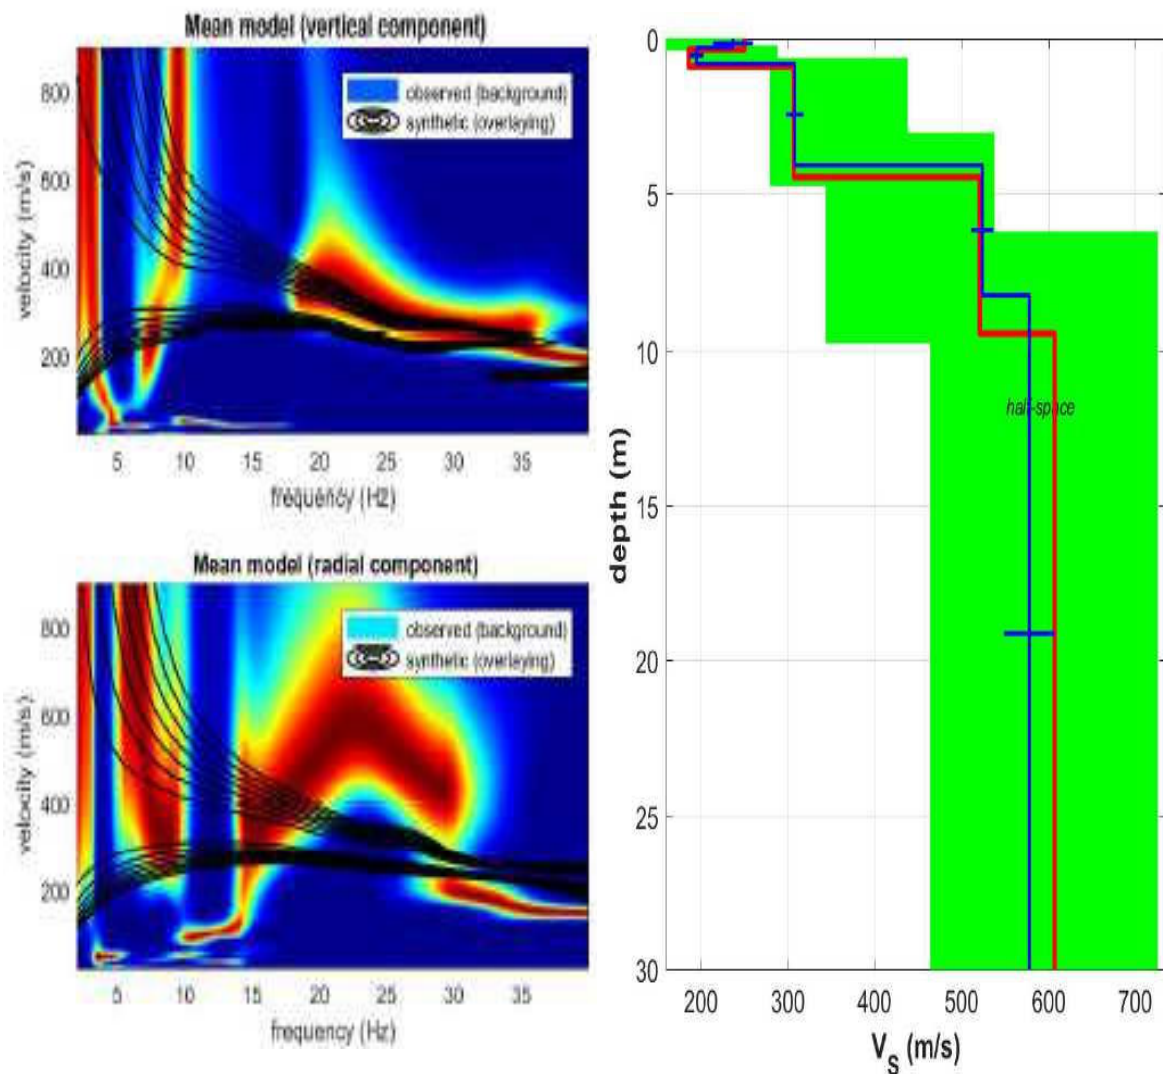 Mean model (vertical component)
observed (background)
synthetic (overlaying)
800
600
400
200
velocity (m/s)
5 10 15 20 25 30 35
frequency (Hz)
Mean model (radial component)
observed (background)
synthetic (overlaying)
800
600
400
200
velocity (m/s)
5 10 15 20 25 30 35
frequency (Hz)
0
5
10
15
20
25
30
depth (m)
half-space
200 300 400 500 600 700
V_S (m/s)